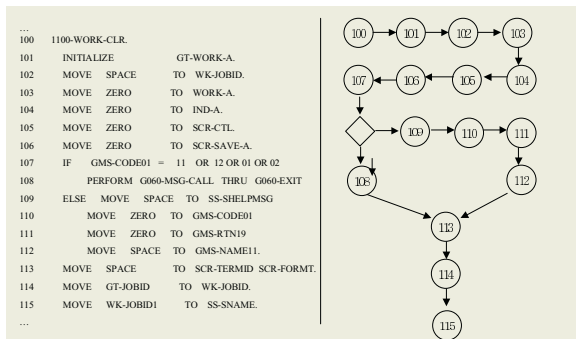 ...
100 1100-WORK-CLR.
101 INITIALIZE GT-WORK-A.
102 MOVE SPACE TO WK-JOBID.
103 MOVE ZERO TO WORK-A.
104 MOVE ZERO TO IND-A.
105 MOVE ZERO TO SCR-CTL.
106 MOVE ZERO TO SCR-SAVE-A.
107 IF GMS-CODE01 = 11 OR 12 OR 01 OR 02
108 PERFORM G060-MSG-CALL THRU G060-EXIT
109 ELSE MOVE SPACE TO SS-SHELPMSG
110 MOVE ZERO TO GMS-CODE01
111 MOVE ZERO TO GMS-RTN19
112 MOVE SPACE TO GMS-NAME11.
113 MOVE SPACE TO SCR-TERMID SCR-FORMT.
114 MOVE GT-JOBID TO WK-JOBID.
115 MOVE WK-JOBID1 TO SS-SNAME.
...
100 101 102 103
107 106 105 104
109 110 111
108 112
113
114
115